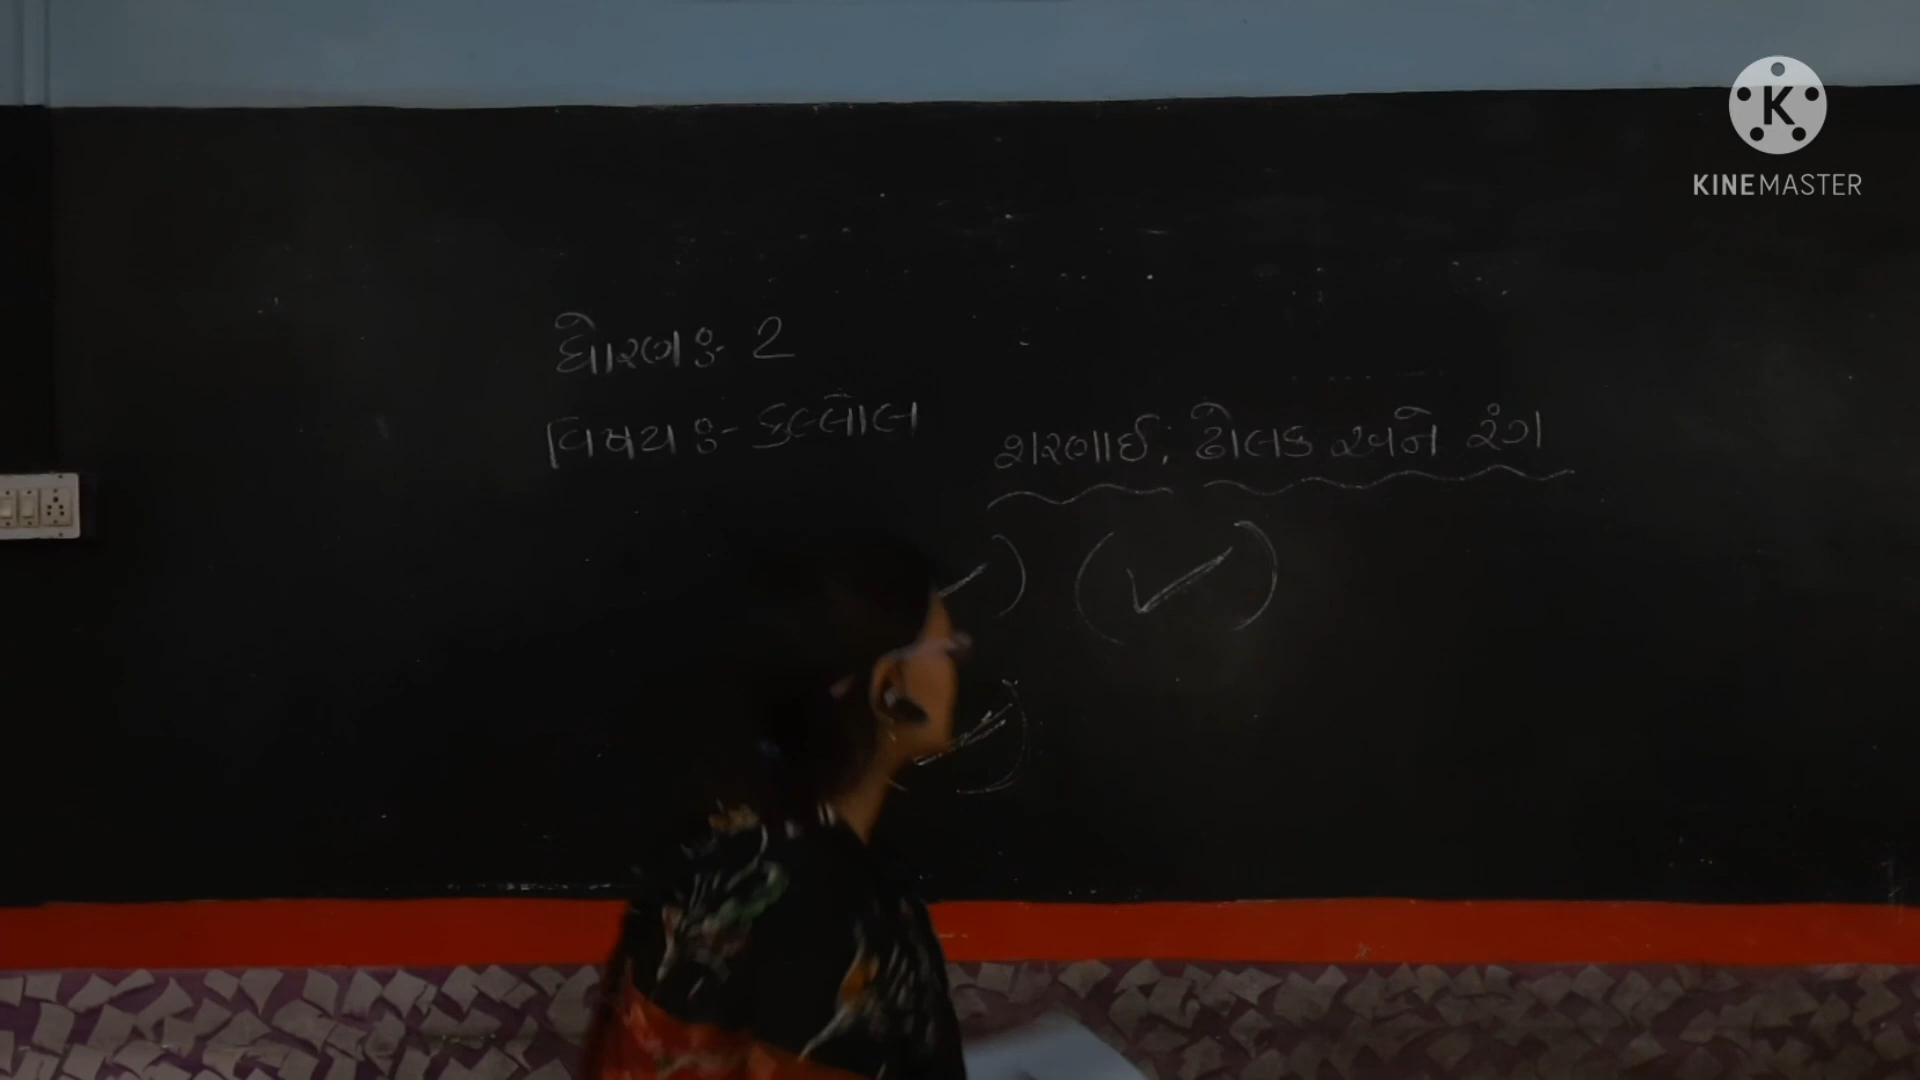 ધોરણ ઃ- 2
વિષય ઃ- કલ્લોલ
શરણાઈ, ઢોલક અને રંગ
K
KINEMASTER